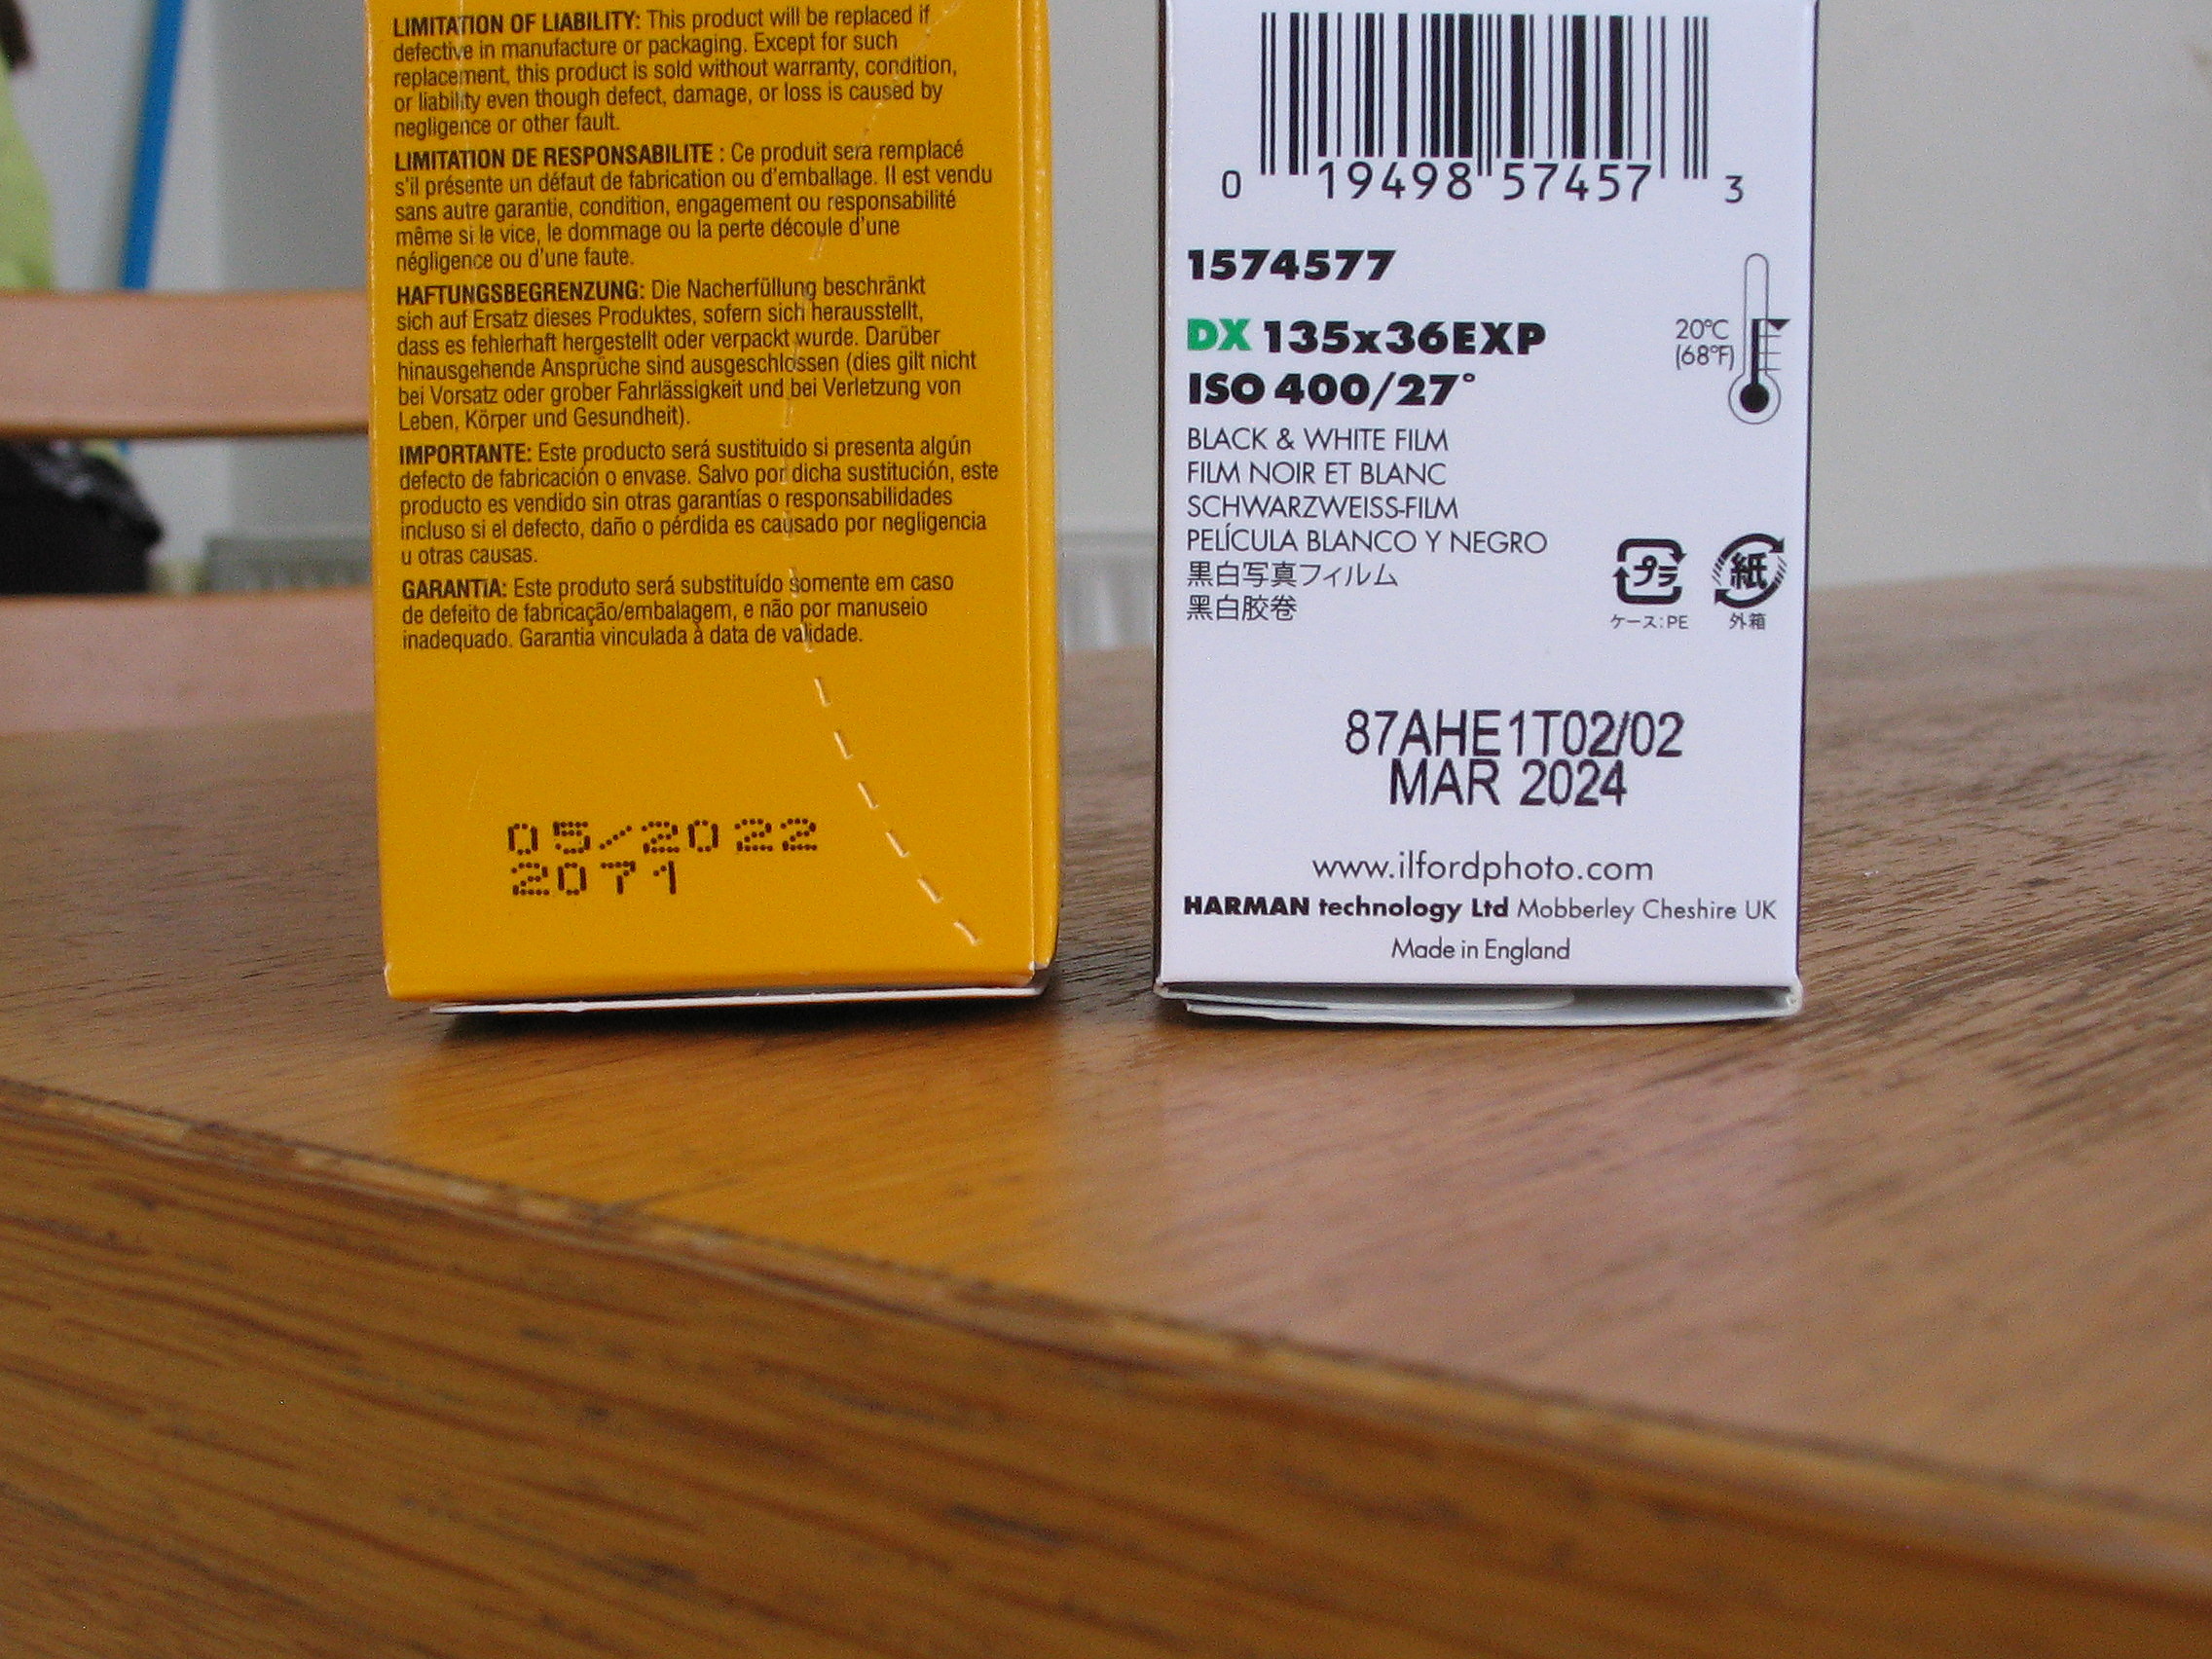 LIMITATION OF LIABILITY: This product will be replaced if
defective in manufacture or packaging. Except for such
replacement, this product is sold without warranty, condition,
or liability even though defect, damage, or loss is caused by
negligence or other fault.
LIMITATION DE RESPONSABILITE : Ce produit sera remplacé
s'il présente un défaut de fabrication ou d'emballage. Il est vendu
sans autre garantie, condition, engagement ou responsabilité
même si le vice, le dommage ou la perte découle d'une
négligence ou d'une faute.
HAFTUNGSBEGRENZUNG: Die Nacherfüllung beschränkt
sich auf Ersatz dieses Produktes, sofern sich herausstellt,
dass es fehlerhaft hergestellt oder verpackt wurde. Darüber
hinausgehende Ansprüche sind ausgeschlossen (dies gilt nicht
bei Vorsatz oder grober Fahrlässigkeit und bei Verletzung von
Leben, Körper und Gesundheit).
IMPORTANTE: Este producto será sustituido si presenta algún
defecto de fabricación o envase. Salvo por dicha sustitución, este
producto es vendido sin otras garantías o responsabilidades
incluso si el defecto, daño o pérdida es causado por negligencia
u otras causas.
GARANTIA: Este produto será substituído somente em caso
de defeito de fabricação/embalagem, e não por manuseio
inadequado. Garantia vinculada à data de validade.
05/2022
2071
0 19498 57457 3
1574577
DX 135x36EXP
ISO 400/27°
20°C
(68°F)
BLACK & WHITE FILM
FILM NOIR ET BLANC
SCHWARZWEISS-FILM
PELÍCULA BLANCO Y NEGRO
黒白写真フィルム
黑白胶卷
プラ
紙
ケース:PE
外箱
87AHE1T02/02
MAR 2024
www.ilfordphoto.com
HARMAN technology Ltd Mobberley Cheshire UK
Made in England